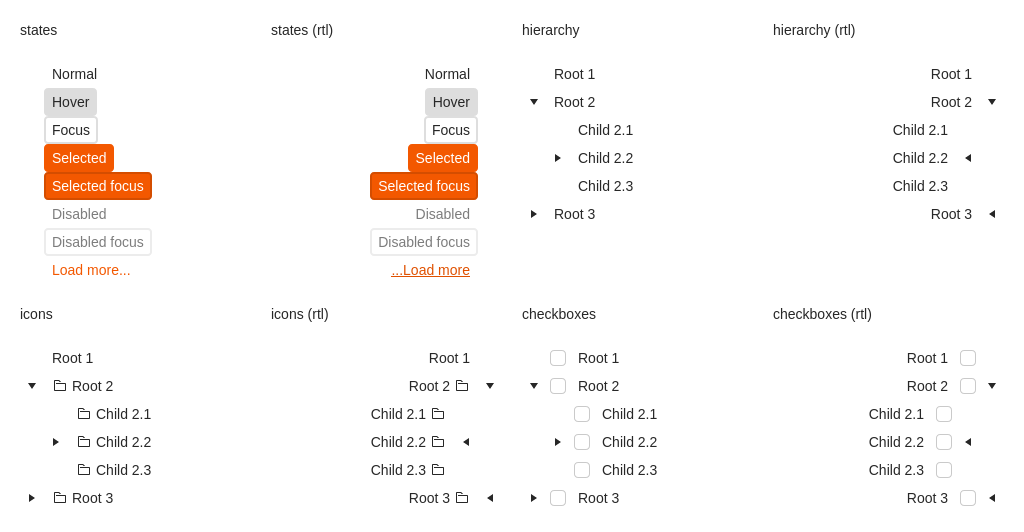 states
Normal
Hover
Focus
Selected
Selected focus
Disabled
Disabled focus
Load more...
states (rtl)
Normal
Hover
Focus
Selected
Selected focus
Disabled
Disabled focus
...Load more
hierarchy
Root 1
Root 2
Child 2.1
Child 2.2
Child 2.3
Root 3
hierarchy (rtl)
Root 1
Root 2
Child 2.1
Child 2.2
Child 2.3
Root 3
icons
Root 1
Root 2
Child 2.1
Child 2.2
Child 2.3
Root 3
icons (rtl)
Root 1
Root 2
Child 2.1
Child 2.2
Child 2.3
Root 3
checkboxes
Root 1
Root 2
Child 2.1
Child 2.2
Child 2.3
Root 3
checkboxes (rtl)
Root 1
Root 2
Child 2.1
Child 2.2
Child 2.3
Root 3